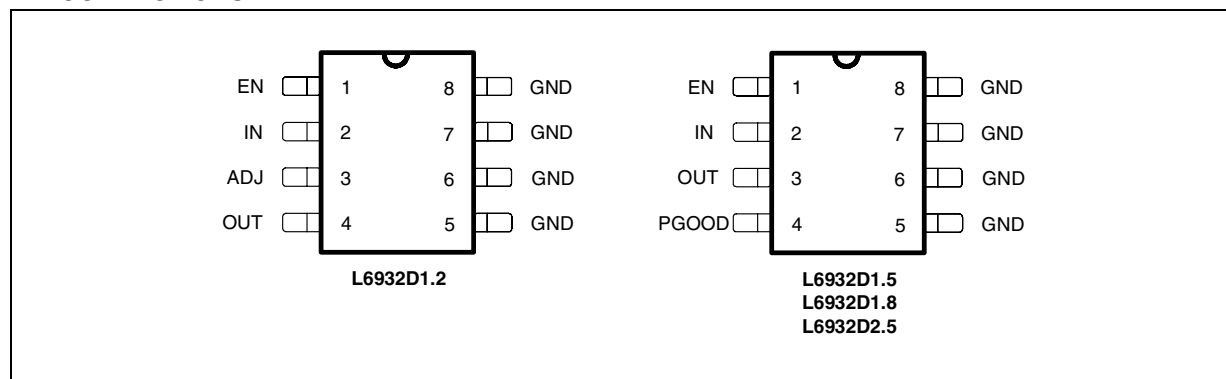 EN 1 8 GND EN 1 8 GND
IN 2 7 GND IN 2 7 GND
ADJ 3 6 GND OUT 3 6 GND
OUT 4 5 GND PGOOD 4 5 GND
L6932D1.2 L6932D1.5
L6932D1.8
L6932D2.5